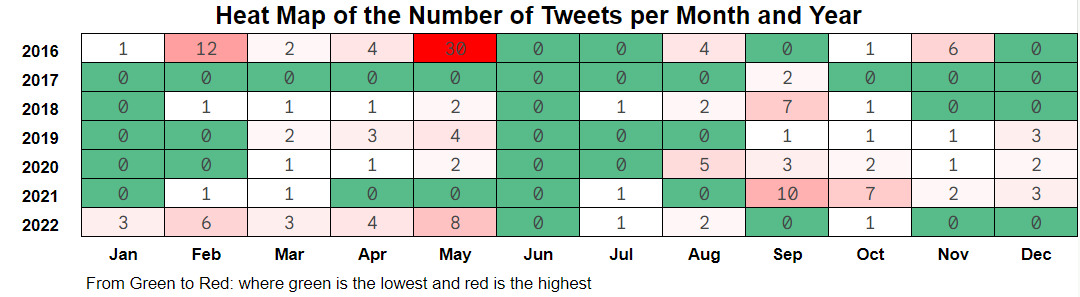 Heat Map of the Number of Tweets per Month and Year
2016 1 12 2 4 30 0 0 4 0 1 6 0
2017 0 0 0 0 0 0 0 0 2 0 0 0
2018 0 1 1 1 2 0 1 2 7 1 0 0
2019 0 0 2 3 4 0 0 0 1 1 1 3
2020 0 0 1 1 2 0 0 5 3 2 1 2
2021 0 1 1 0 0 0 1 0 10 7 2 3
2022 3 6 3 4 8 0 1 2 0 1 0 0
Jan Feb Mar Apr May Jun Jul Aug Sep Oct Nov Dec
From Green to Red: where green is the lowest and red is the highest